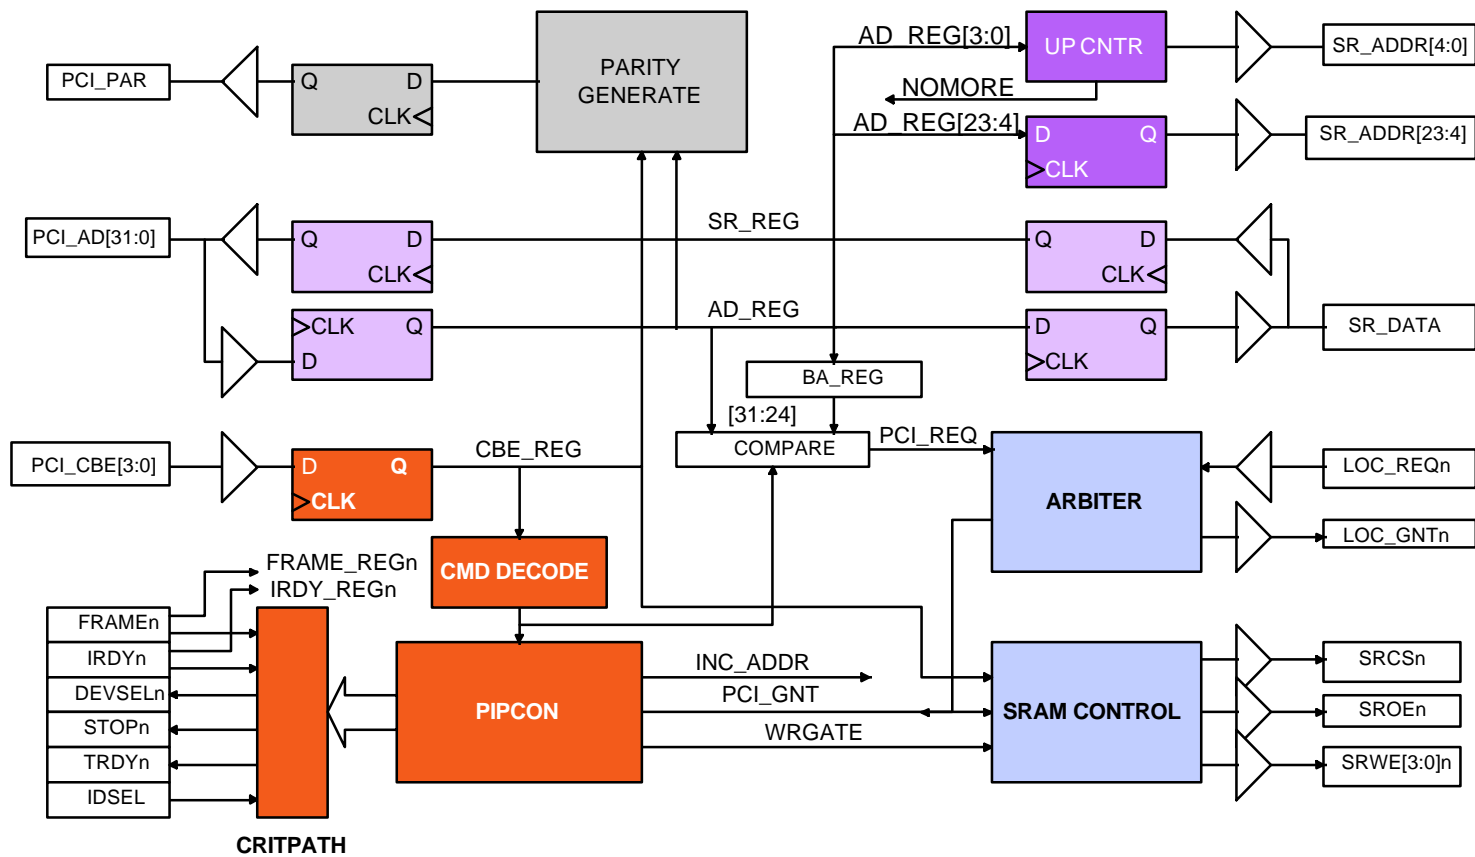 AD_REG[3:0]
UP CNTR
SR_ADDR[4:0]
PCI_PAR
Q D
CLK
PARITY
GENERATE
NOMORE
AD_REG[23:4]
D Q
CLK
SR_ADDR[23:4]
PCI_AD[31:0]
Q D
CLK
SR_REG
Q D
CLK
CLK Q
D
AD_REG
D Q
CLK
SR_DATA
BA_REG
[31:24]
COMPARE
PCI_REQ
PCI_CBE[3:0]
D Q
CLK
CBE_REG
ARBITER
LOC_REQn
LOC_GNTn
CMD DECODE
FRAME_REGn
IRDY_REGn
FRAMEn
IRDYn
DEVSELn
STOPn
TRDYn
IDSEL
CRITPATH
PIPCON
INC_ADDR
PCI_GNT
WRGATE
SRAM CONTROL
SRCSn
SROEn
SRWE[3:0]n